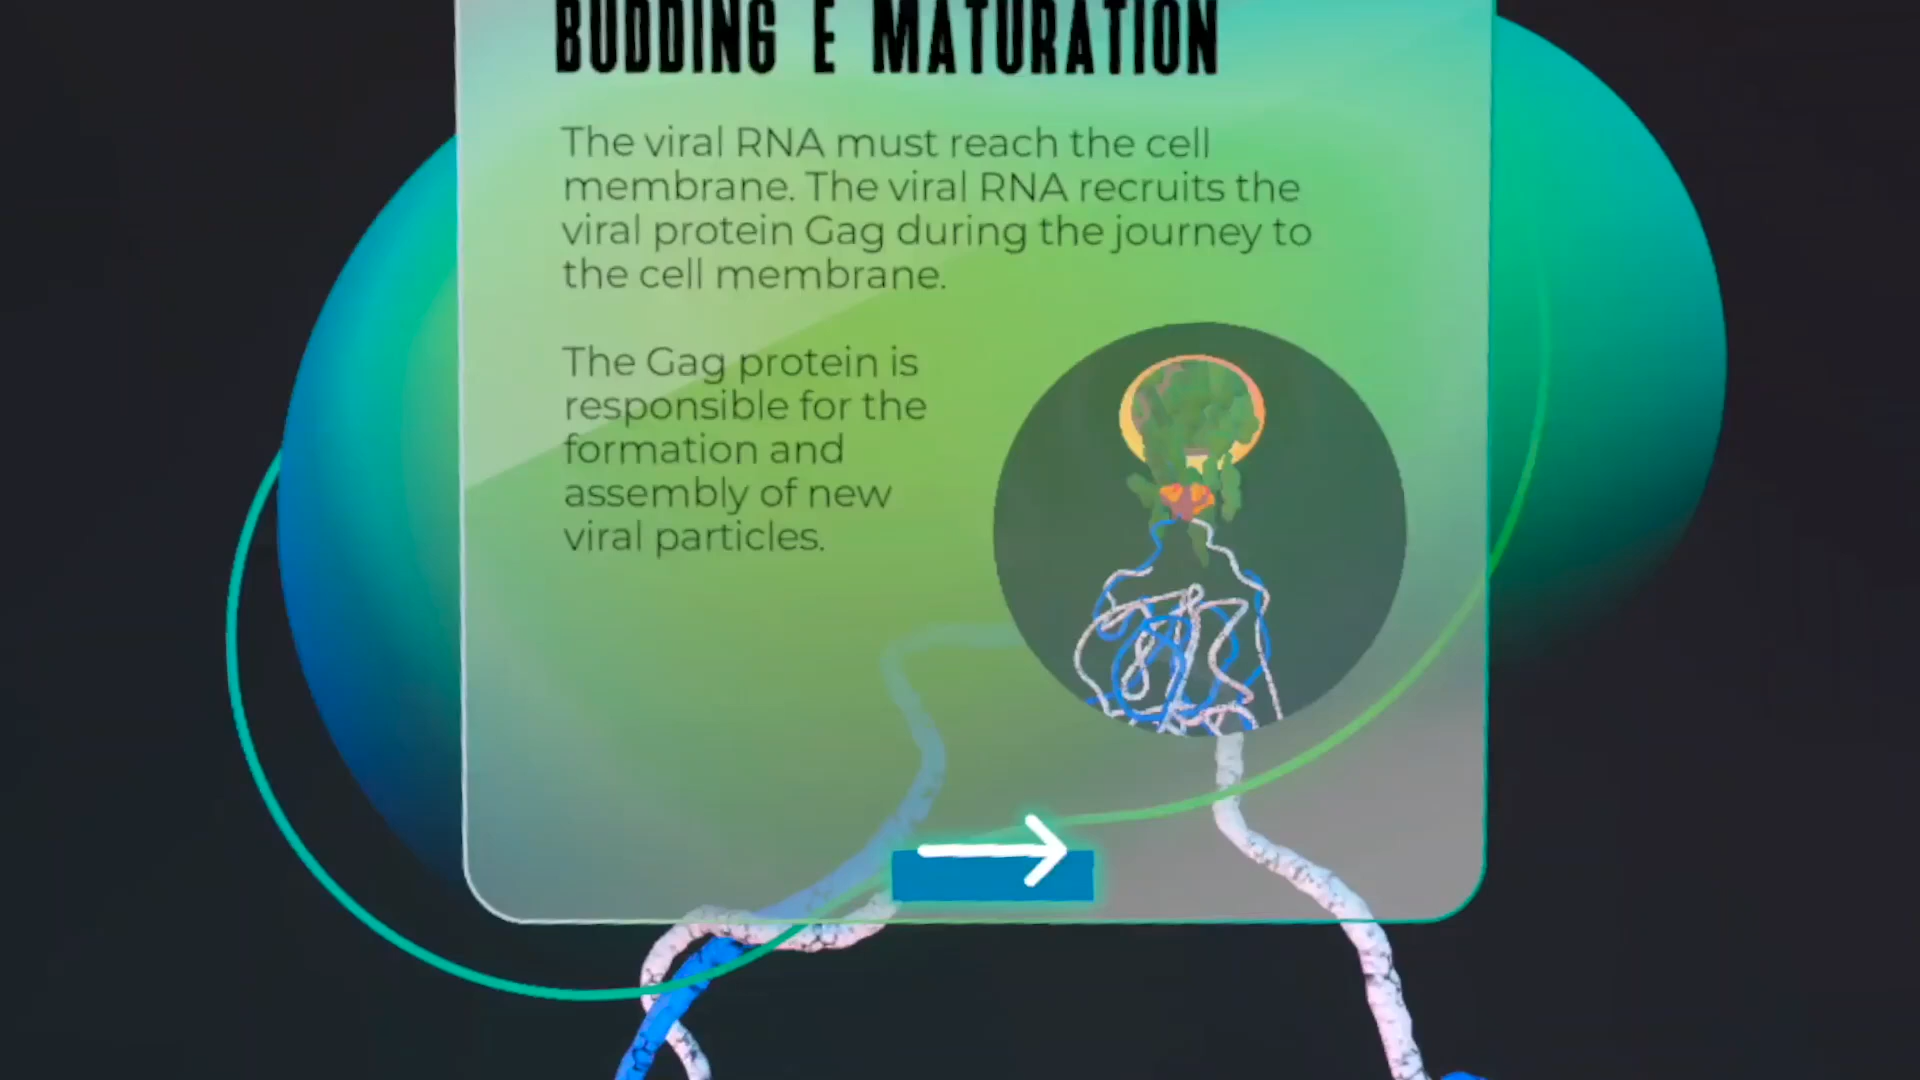 BUDDING E MATURATION
The viral RNA must reach the cell
membrane. The viral RNA recruits the
viral protein Gag during the journey to
the cell membrane.
The Gag protein is
responsible for the
formation and
assembly of new
viral particles.